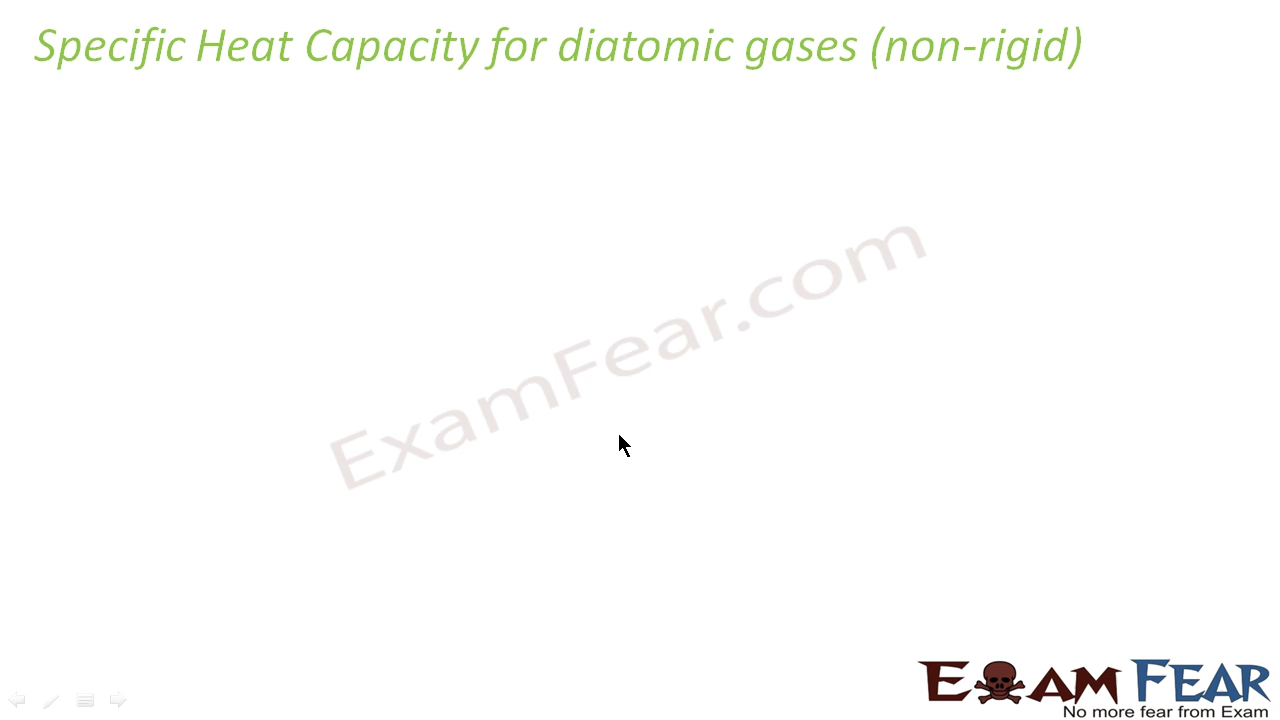 Specific Heat Capacity for diatomic gases (non-rigid)
ExamFear.com
EXAM FEAR
No more fear from Exam